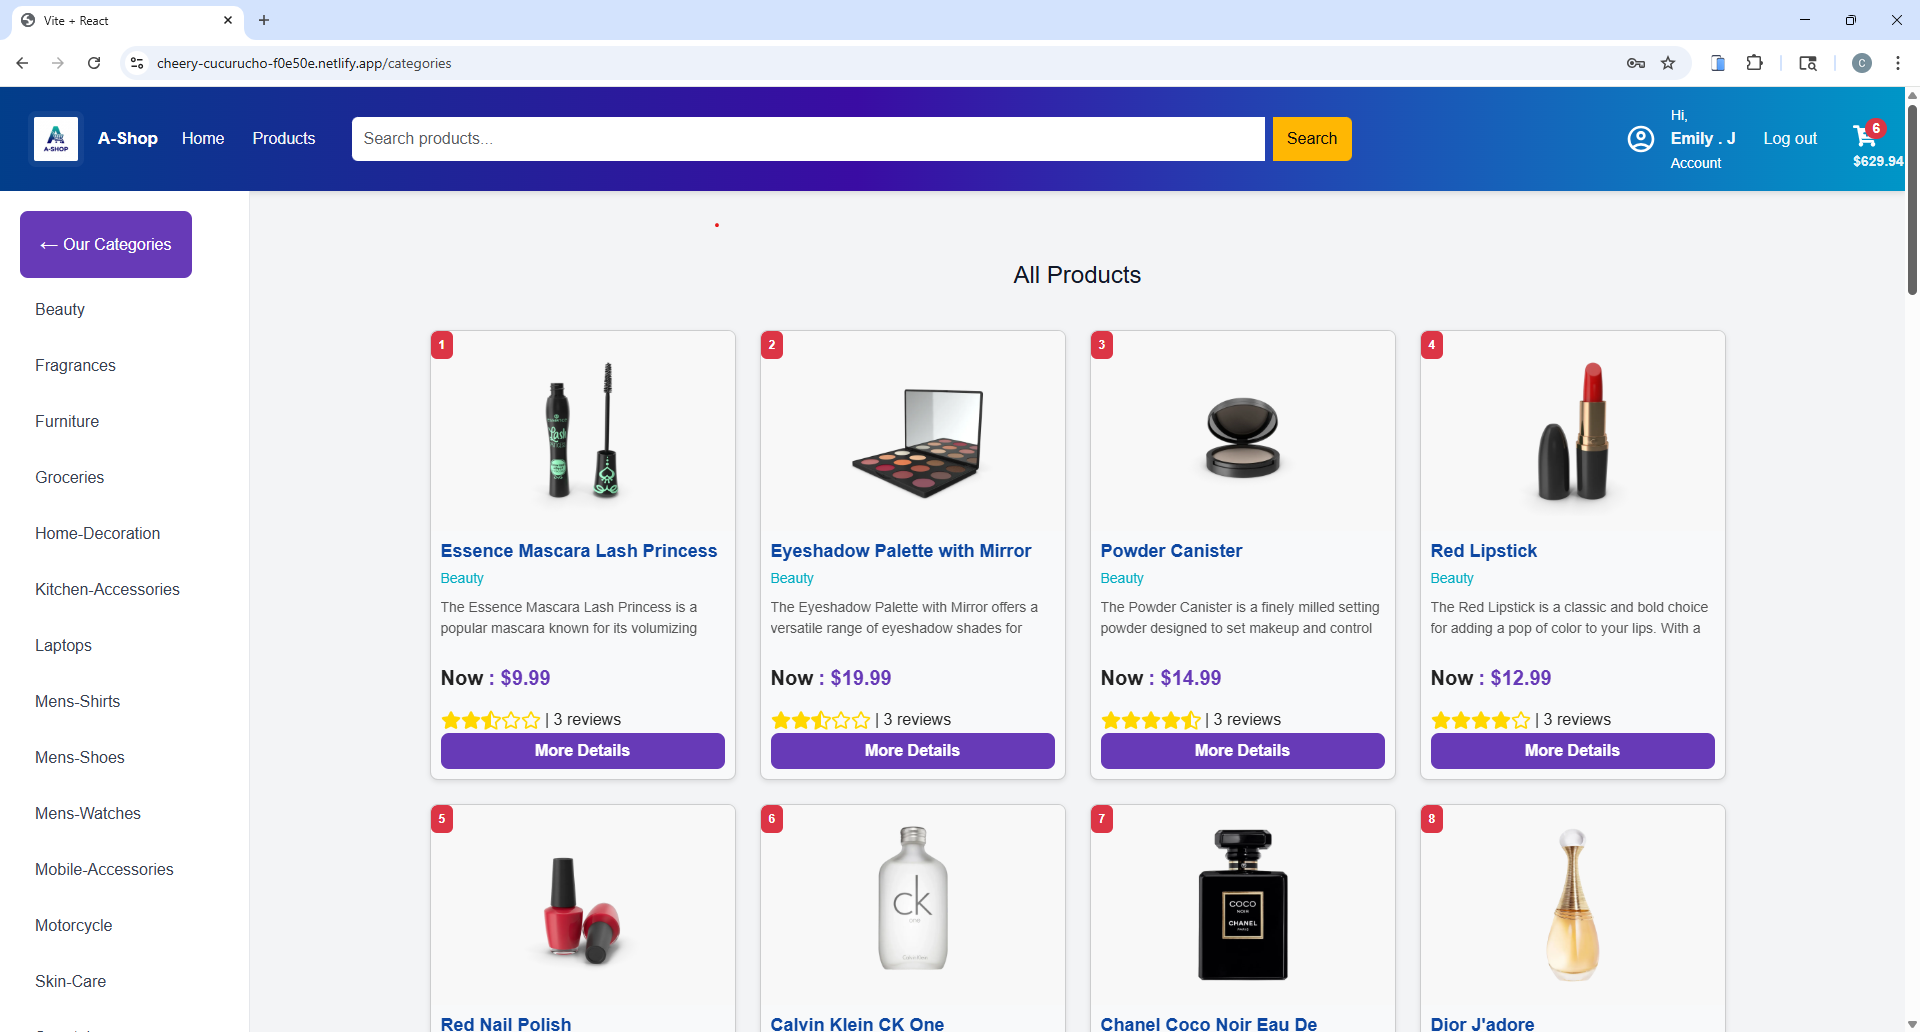 Vite + React
cheery-cucurucho-f0e50e.netlify.app/categories
C
A-SHOP
A-Shop
Home
Products
Search products...
Search
Hi,
Emily . J
Account
Log out
6
$629.94
← Our Categories
Beauty
Fragrances
Furniture
Groceries
Home-Decoration
Kitchen-Accessories
Laptops
Mens-Shirts
Mens-Shoes
Mens-Watches
Mobile-Accessories
Motorcycle
Skin-Care
All Products
1
Essence Mascara Lash Princess
Beauty
The Essence Mascara Lash Princess is a
popular mascara known for its volumizing
Now : $9.99
| 3 reviews
More Details
2
Eyeshadow Palette with Mirror
Beauty
The Eyeshadow Palette with Mirror offers a
versatile range of eyeshadow shades for
Now : $19.99
| 3 reviews
More Details
3
Powder Canister
Beauty
The Powder Canister is a finely milled setting
powder designed to set makeup and control
Now : $14.99
| 3 reviews
More Details
4
Red Lipstick
Beauty
The Red Lipstick is a classic and bold choice
for adding a pop of color to your lips. With a
Now : $12.99
| 3 reviews
More Details
5
Red Nail Polish
6
ck
one
Calvin Klein
Calvin Klein CK One
7
COCO
NOIR
CHANEL
PARIS
Chanel Coco Noir Eau De
8
Dior J'adore